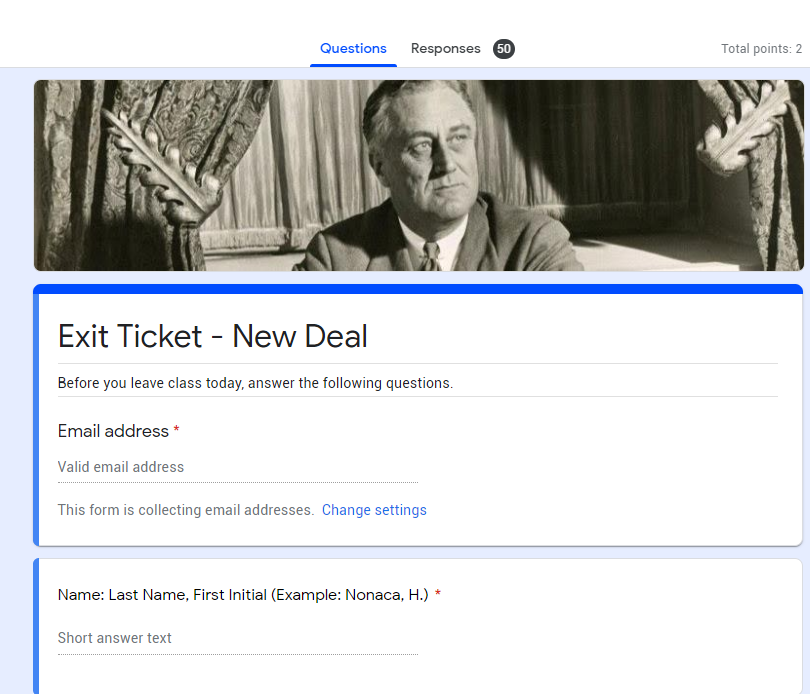 Questions Responses 50 Total points: 2
Exit Ticket - New Deal
Before you leave class today, answer the following questions.
Email address *
Valid email address
This form is collecting email addresses. Change settings
Name: Last Name, First Initial (Example: Nonaca, H.) *
Short answer text